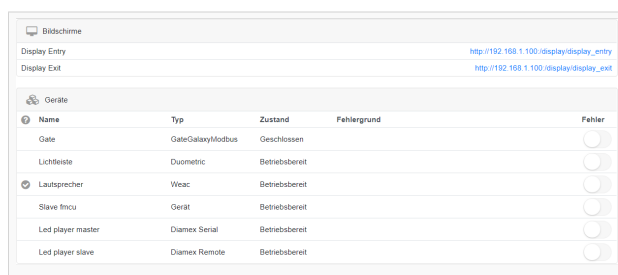 Bildschirme
Display Entry http://192.168.1.100:/display/display_entry
Display Exit http://192.168.1.100:/display/display_exit
Geräte
Name Typ Zustand Fehlergrund Fehler
Gate GateGalaxyModbus Geschlossen
Lichtleiste Duometric Betriebsbereit
Lautsprecher Weac Betriebsbereit
Slave fmcu Gerät Betriebsbereit
Led player master Diamex Serial Betriebsbereit
Led player slave Diamex Remote Betriebsbereit